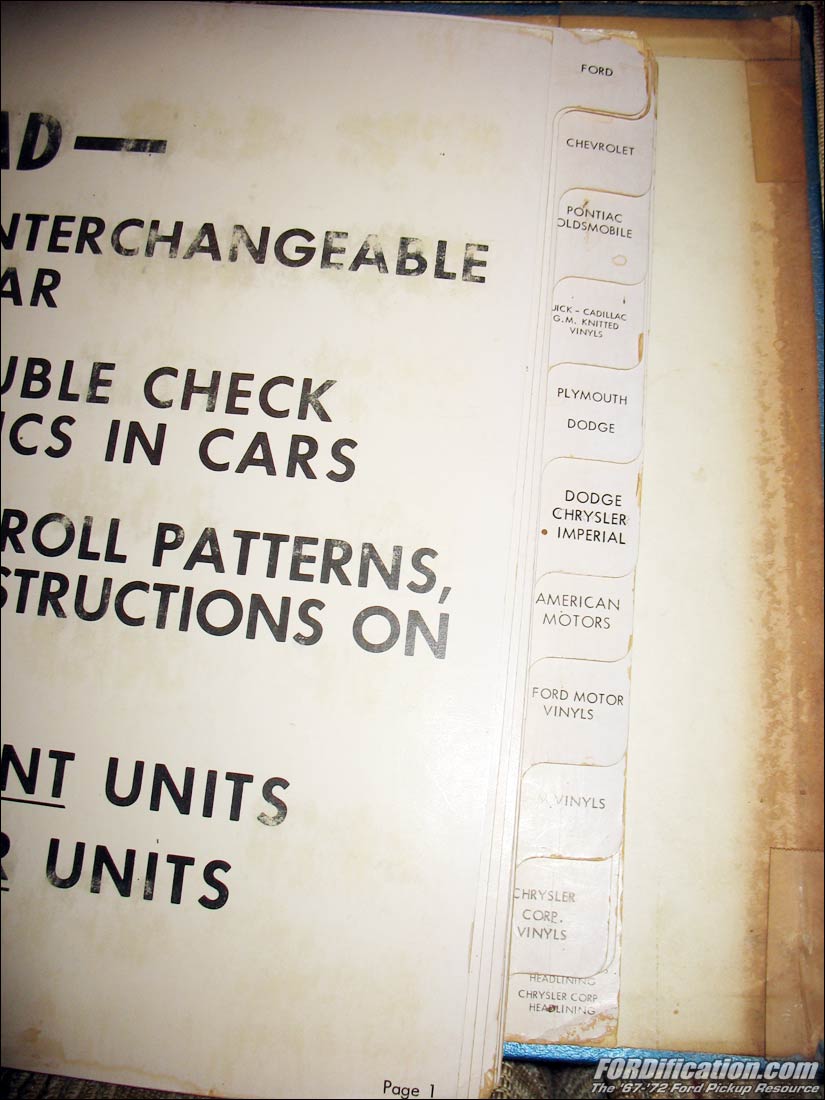 AD—
NTERCHANGEABLE
AR
UBLE CHECK
ICS IN CARS
ROLL PATTERNS,
STRUCTIONS ON
NT UNITS
R UNITS
Page 1
FORD
CHEVROLET
PONTIAC
OLDSMOBILE
UICK - CADILLAC
G.M. KNITTED
VINYLS
PLYMOUTH
DODGE
DODGE
CHRYSLER
IMPERIAL
AMERICAN
MOTORS
FORD MOTOR
VINYLS
VINYLS
CHRYSLER
CORP.
VINYLS
HEADLINING
CHRYSLER CORP
HEADLINING
FORDification.com
The '67-'72 Ford Pickup Resource